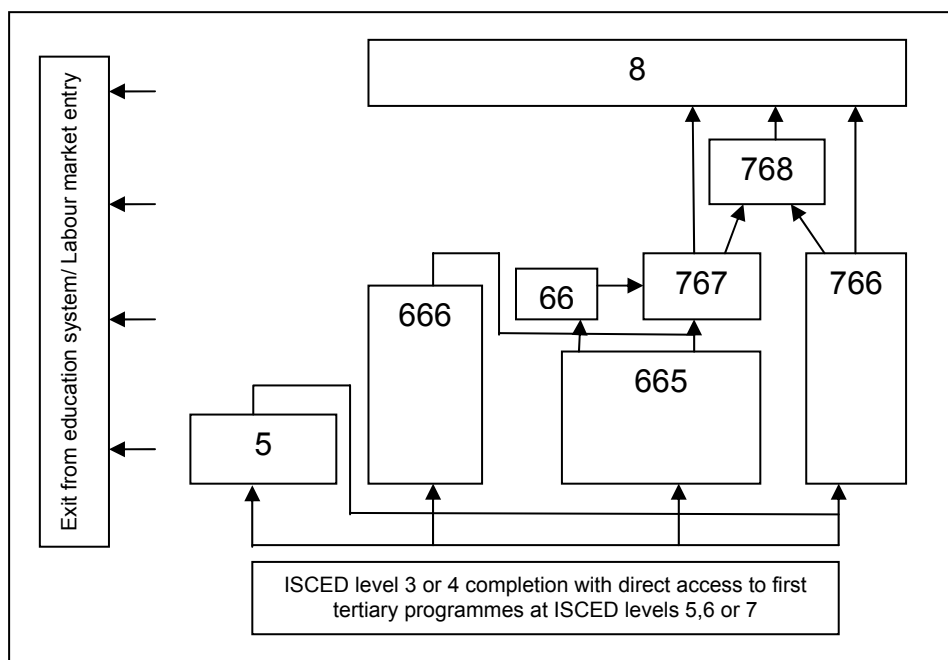 8
768
767
766
66
666
665
5
Exit from education system/ Labour market entry
ISCED level 3 or 4 completion with direct access to first
tertiary programmes at ISCED levels 5,6 or 7